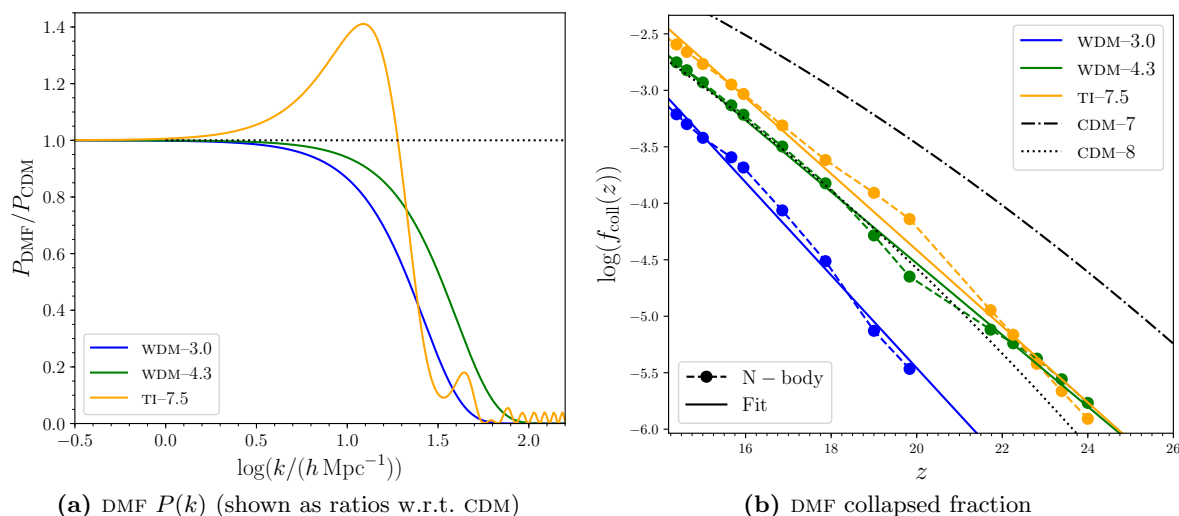 1.4
1.2
1.0
0.8
0.6
0.4
0.2
0.0
P_DMF/P_CDM
WDM–3.0
WDM–4.3
TI–7.5
−0.5 0.0 0.5 1.0 1.5 2.0
log(k/(h Mpc⁻¹))
(a) DMF P(k) (shown as ratios w.r.t. CDM)
−2.5
−3.0
−3.5
−4.0
−4.5
−5.0
−5.5
−6.0
log(f_coll(z))
WDM–3.0
WDM–4.3
TI–7.5
CDM–7
CDM–8
N − body
Fit
16 18 20 22 24 26
z
(b) DMF collapsed fraction